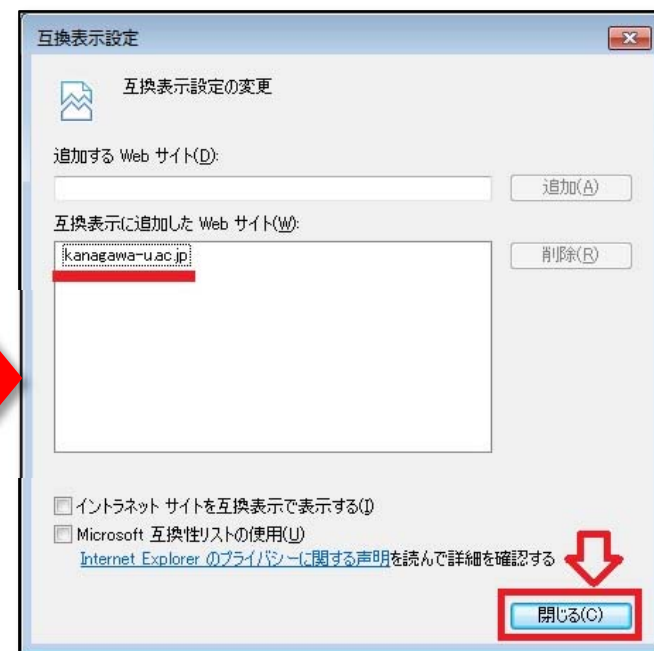 互換表示設定
互換表示設定の変更
追加する Web サイト(D):
追加(A)
互換表示に追加した Web サイト(W):
kanagawa-u.ac.jp
削除(R)
イントラネット サイトを互換表示で表示する(I)
Microsoft 互換性リストの使用(U)
Internet Explorer のプライバシーに関する声明を読んで詳細を確認する
閉じる(C)